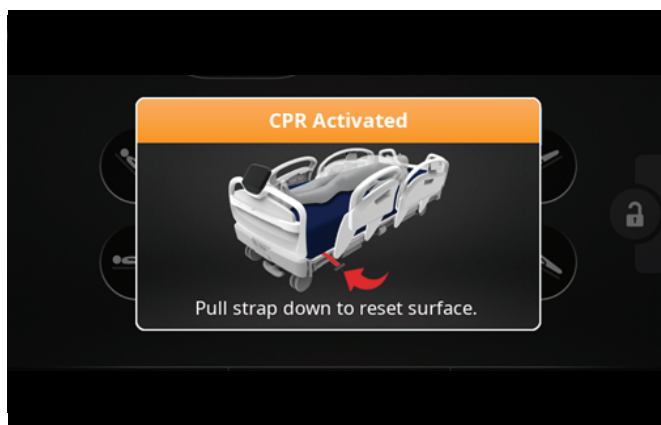 CPR Activated
Pull strap down to reset surface.